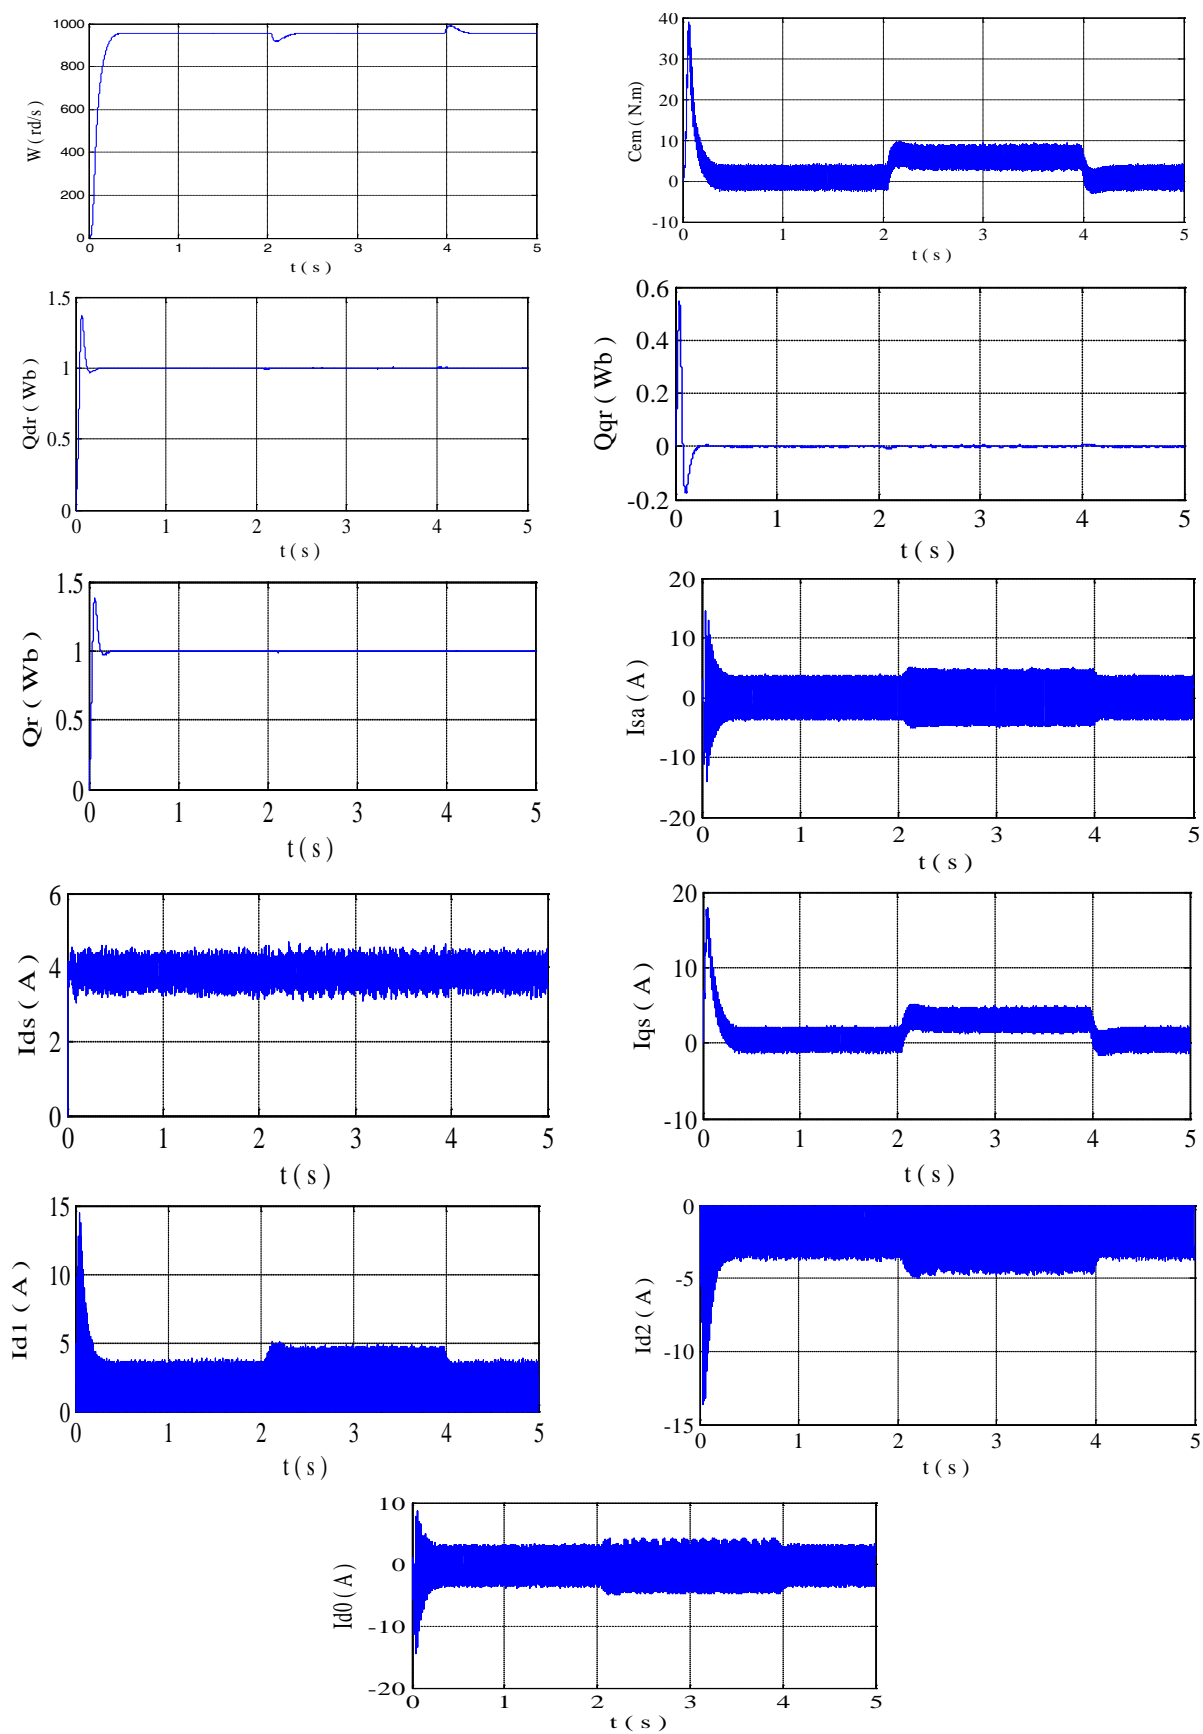 1000
800
600
400
200
0
W ( rd/s )
0 1 2 3 4 5
t ( s )
40
30
20
10
0
-10
Cem ( N.m)
0 1 2 3 4 5
t ( s )
1.5
1
0.5
0
Qdr ( Wb )
0 1 2 3 4 5
t ( s )
0.6
0.4
0.2
0
-0.2
Qqr ( Wb )
0 1 2 3 4 5
t ( s )
1.5
1
0.5
0
Qr ( Wb )
0 1 2 3 4 5
t ( s )
20
10
0
-10
-20
Isa ( A )
0 1 2 3 4 5
t ( s )
6
4
2
0
Ids ( A )
0 1 2 3 4 5
t ( s )
20
10
0
-10
Iqs ( A )
0 1 2 3 4 5
t ( s )
15
10
5
0
Id1 ( A )
0 1 2 3 4 5
t ( s )
0
-5
-10
-15
Id2 ( A )
0 1 2 3 4 5
t ( s )
10
0
-10
-20
Id0 ( A )
0 1 2 3 4 5
t ( s )